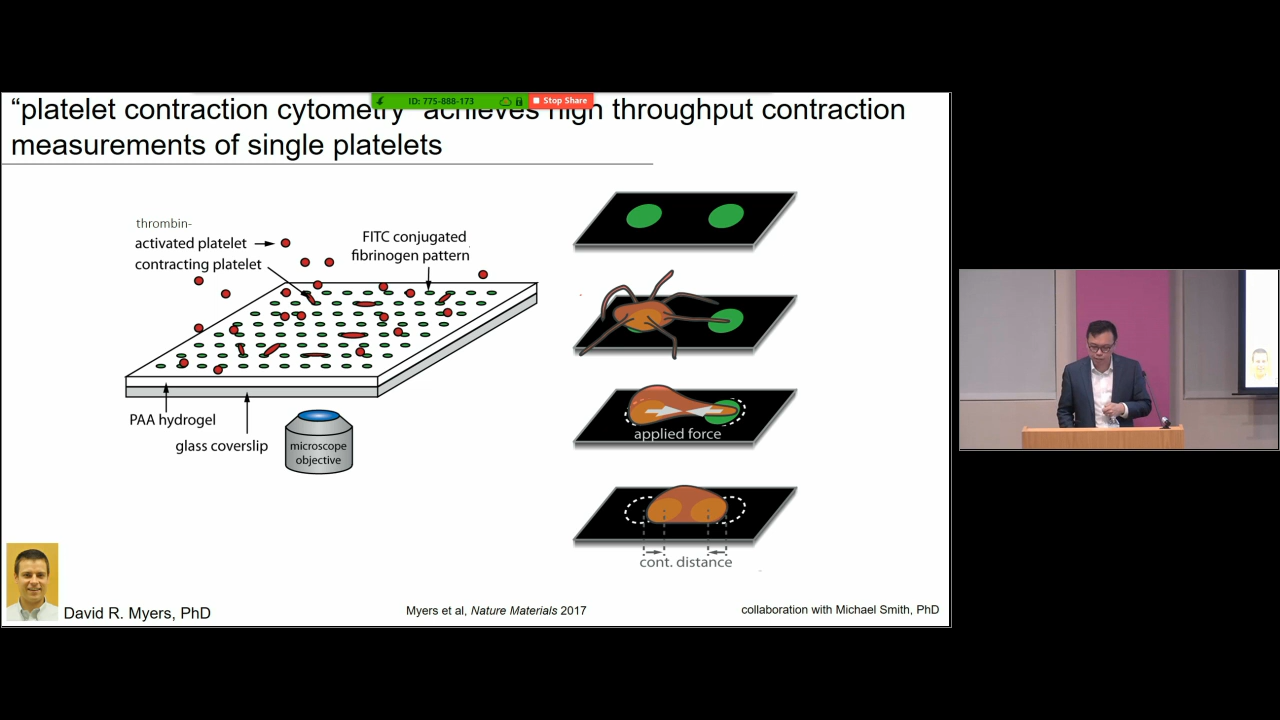 “platelet contraction cytometry” achieves high throughput contraction
measurements of single platelets
ID: 775-888-173
Stop Share
thrombin-
activated platelet
contracting platelet
FITC conjugated
fibrinogen pattern
PAA hydrogel
glass coverslip
microscope
objective
applied force
cont. distance
David R. Myers, PhD
Myers et al, Nature Materials 2017
collaboration with Michael Smith, PhD